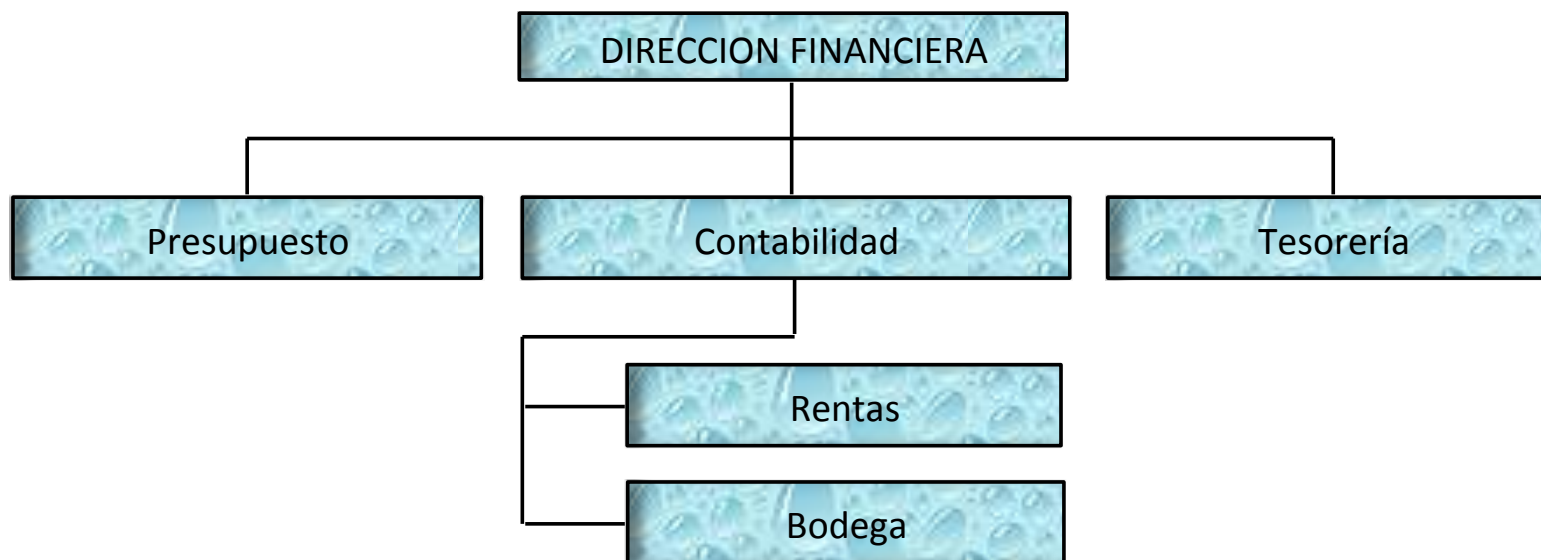 DIRECCION FINANCIERA
Presupuesto
Contabilidad
Tesorería
Rentas
Bodega